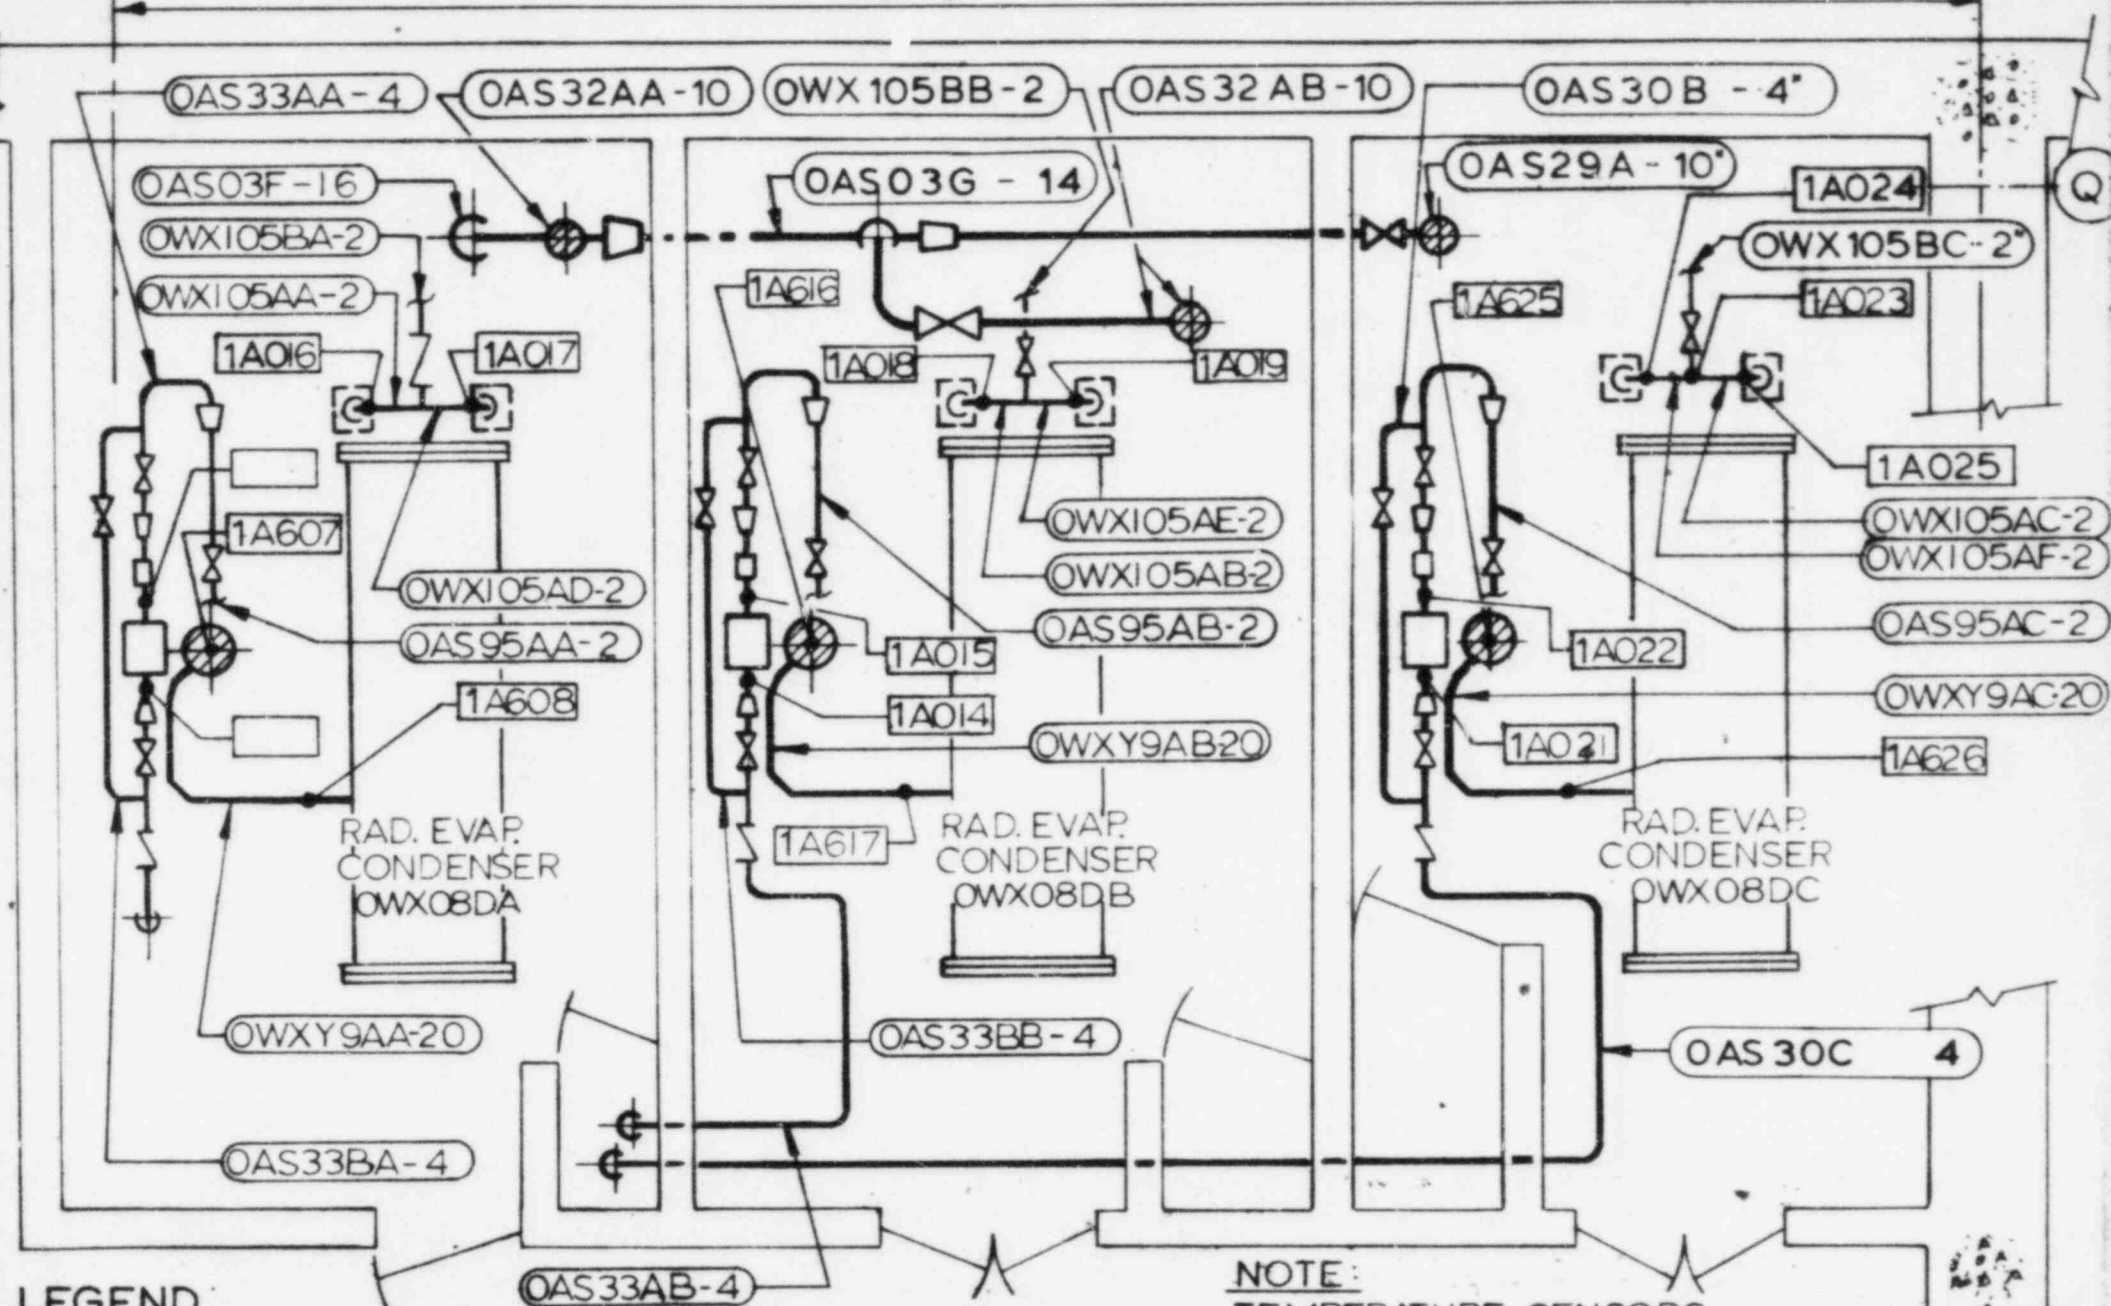 0AS33AA-4
0AS32AA-10
0WX105BB-2
0AS32AB-10
0AS30B - 4"
0AS03F-16
0AS03G - 14
0AS29A-10"
1A024
Q
0WX105BA-2
0WX105BC-2"
0WX105AA-2
1A616
1A625
1A023
1A016
1A017
1A018
1A019
1A025
1A607
0WX105AE-2
0WX105AC-2
0WX105AD-2
0WX105AB-2
0WX105AF-2
0AS95AA-2
1A015
0AS95AB-2
1A022
0AS95AC-2
1A608
1A014
0WXY9AB-20
1A021
0WXY9AC-20
1A626
RAD. EVAP.
CONDENSER
0WX08DA
1A617
RAD. EVAP.
CONDENSER
0WX08DB
RAD. EVAP.
CONDENSER
0WX08DC
0WXY9AA-20
0AS33BB-4
0AS30C 4
0AS33BA-4
0AS33AB-4
LEGEND
NOTE:
TEMPERATURE SENSORS